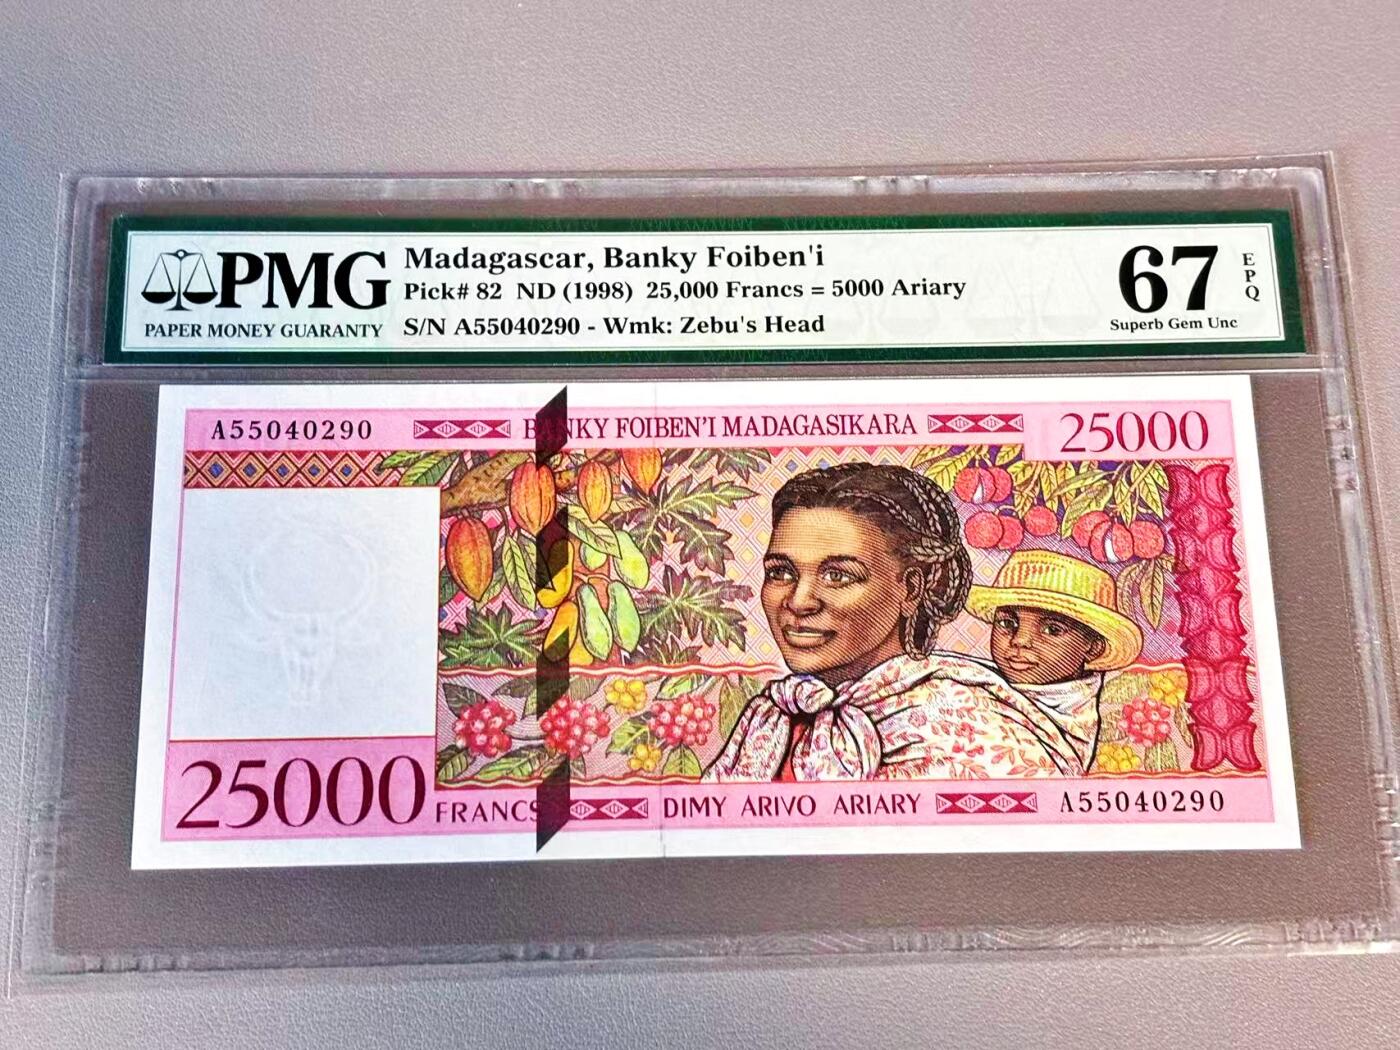 PMG
PAPER MONEY GUARANTY
Madagascar, Banky Foiben'i
Pick# 82 ND (1998) 25,000 Francs = 5000 Ariary
S/N A55040290 - Wmk: Zebu's Head
67
EPQ
Superb Gem Unc
A55040290
BANKY FOIBEN'I MADAGASIKARA
25000
25000 FRANCS
DIMY ARIVO ARIARY
A55040290